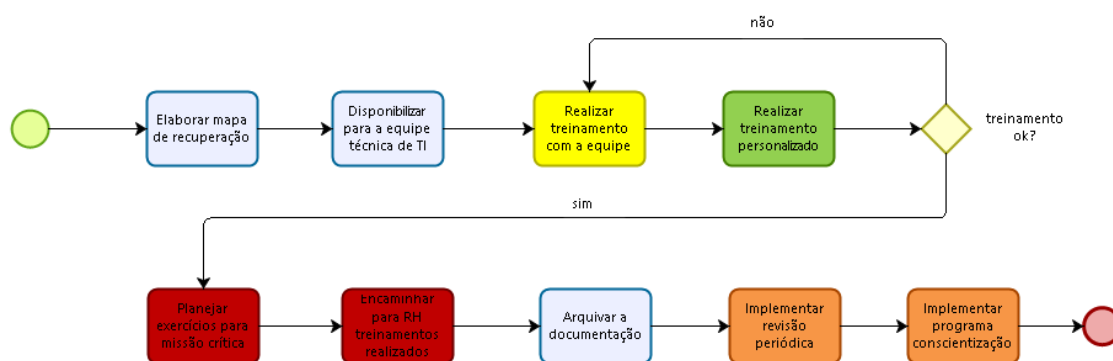 não
Elaborar mapa
de recuperação
Disponibilizar
para a equipe
técnica de TI
Realizar
treinamento
com a equipe
Realizar
treinamento
personalizado
treinamento
ok?
sim
Planejar
exercícios para
missão crítica
Encaminhar
para RH
treinamentos
realizados
Arquivar a
documentação
Implementar
revisão
periódica
Implementar
programa
conscientização